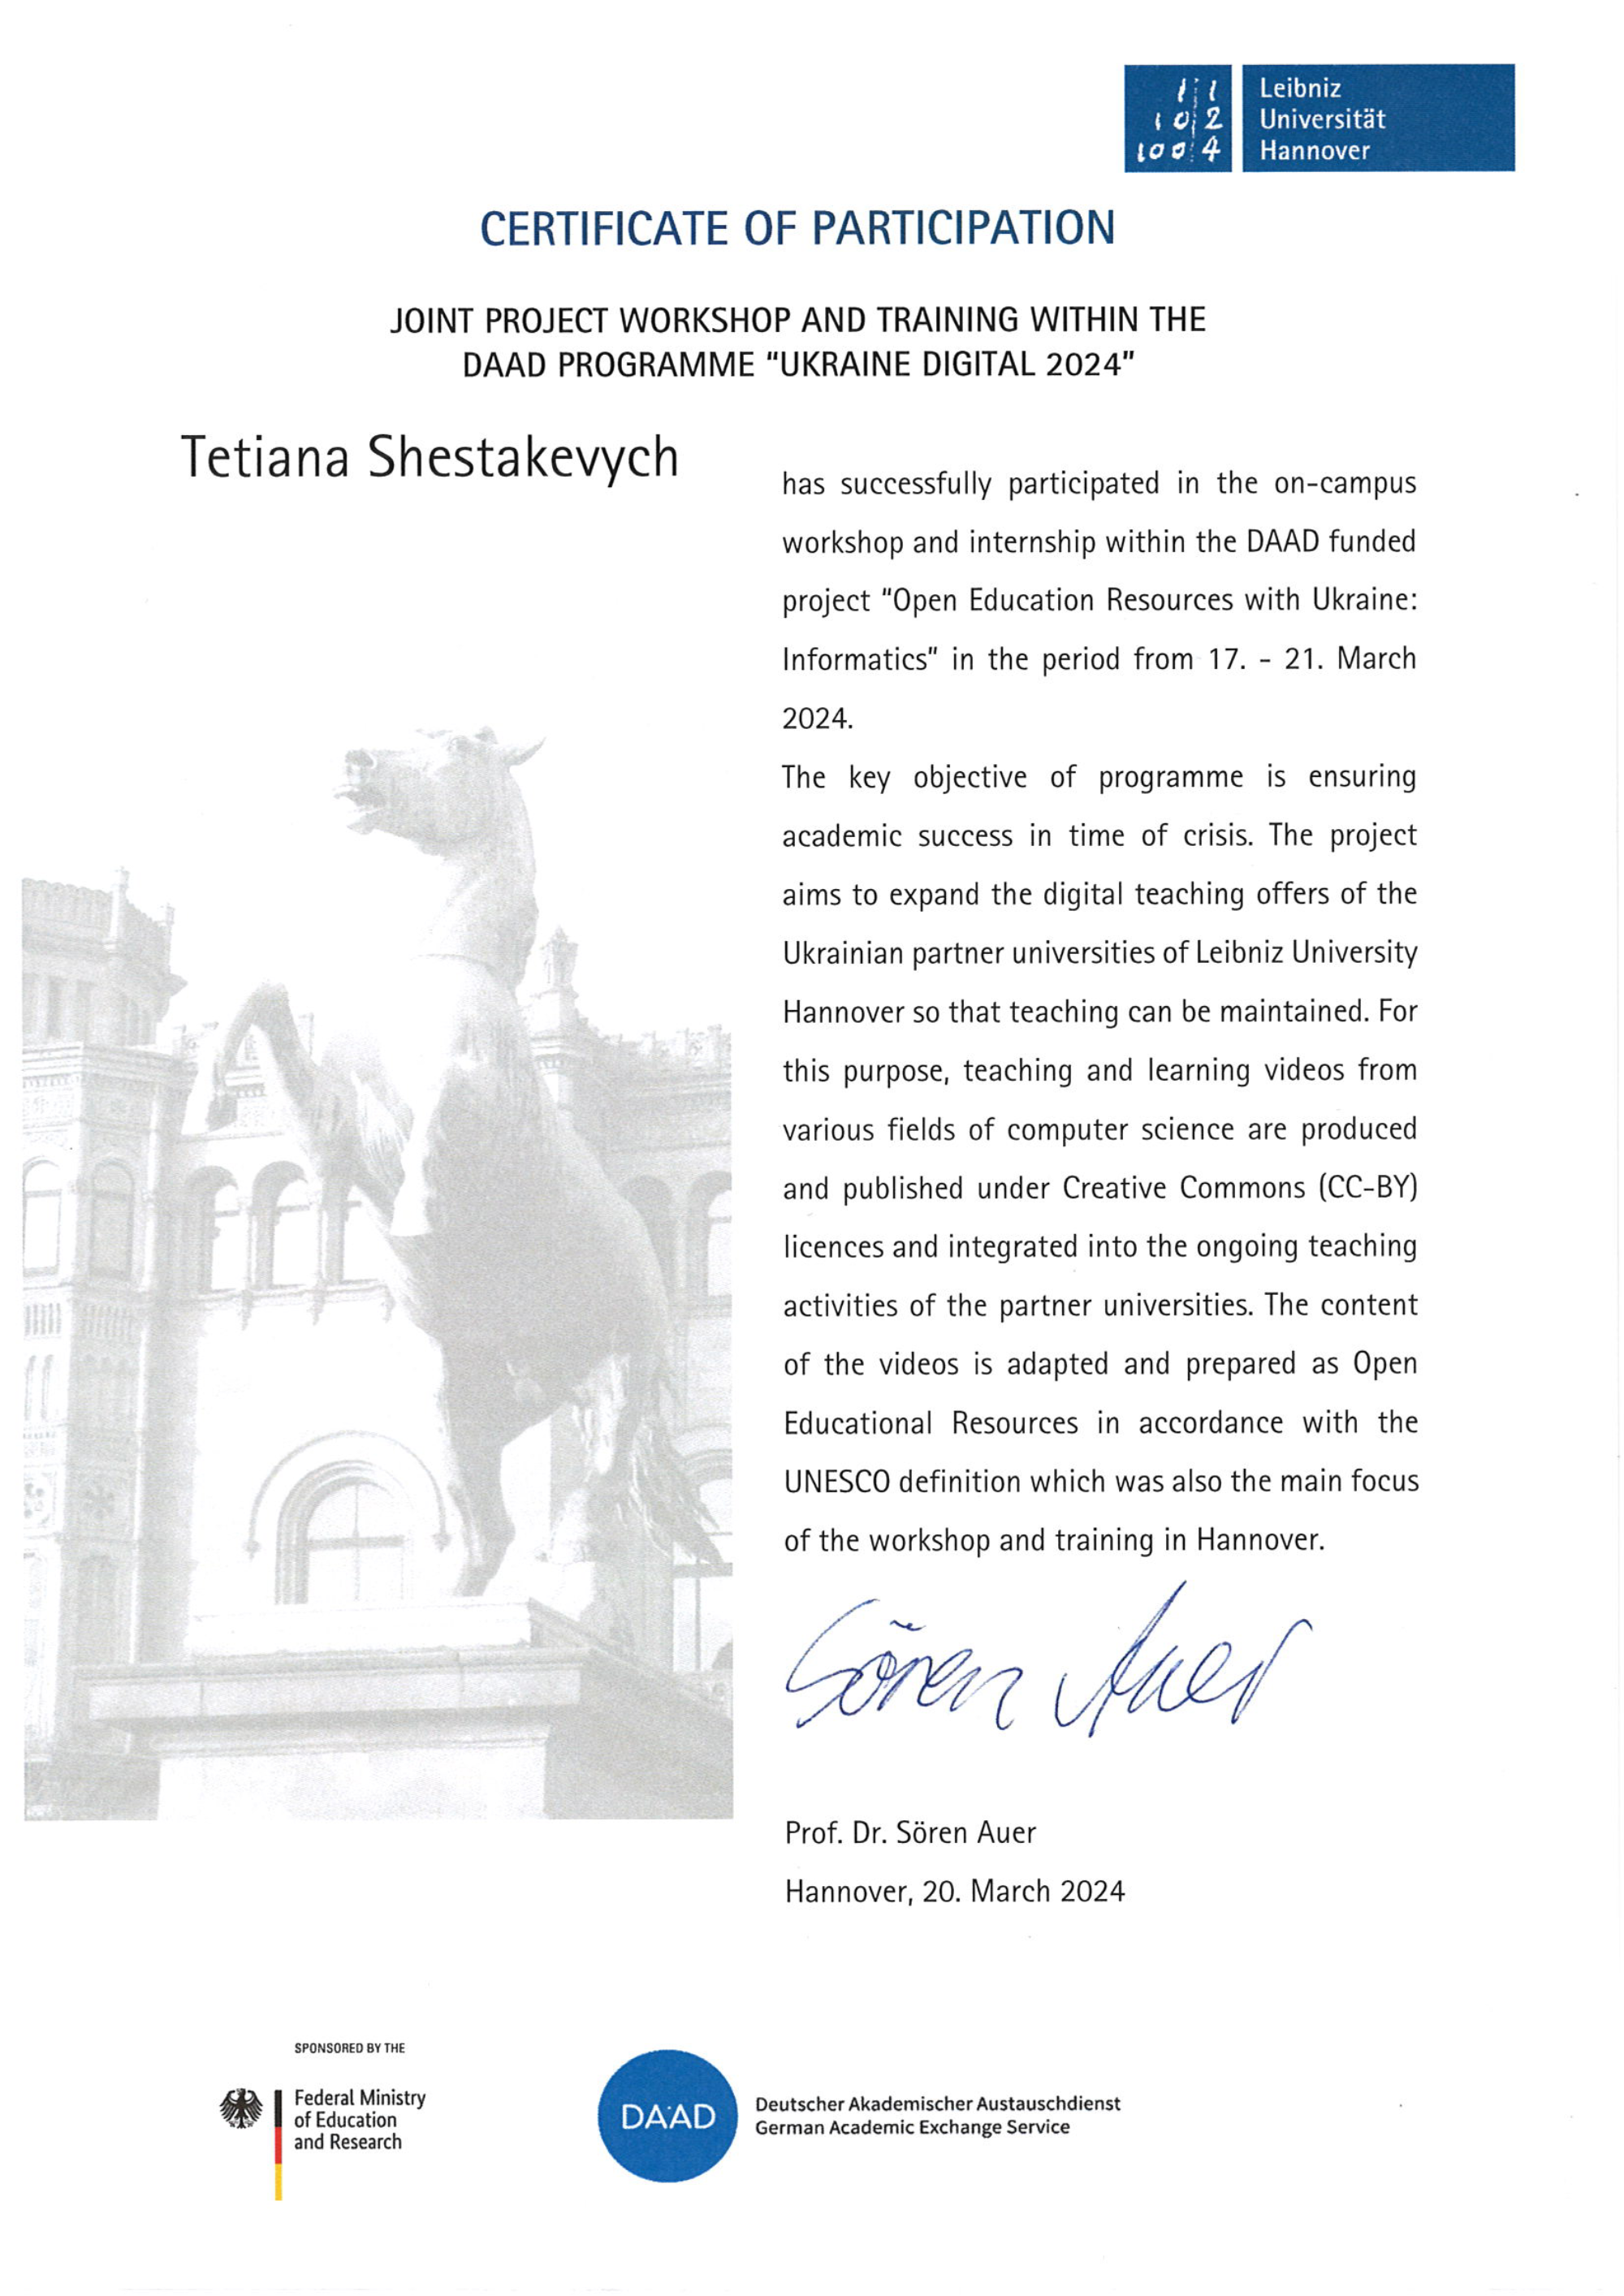 1 1
1 0 2
1 0 0 4
Leibniz
Universität
Hannover
CERTIFICATE OF PARTICIPATION
JOINT PROJECT WORKSHOP AND TRAINING WITHIN THE
DAAD PROGRAMME “UKRAINE DIGITAL 2024”
Tetiana Shestakevych
has successfully participated in the on-campus
workshop and internship within the DAAD funded
project “Open Education Resources with Ukraine:
Informatics” in the period from 17. - 21. March
2024.
The key objective of programme is ensuring
academic success in time of crisis. The project
aims to expand the digital teaching offers of the
Ukrainian partner universities of Leibniz University
Hannover so that teaching can be maintained. For
this purpose, teaching and learning videos from
various fields of computer science are produced
and published under Creative Commons (CC-BY)
licences and integrated into the ongoing teaching
activities of the partner universities. The content
of the videos is adapted and prepared as Open
Educational Resources in accordance with the
UNESCO definition which was also the main focus
of the workshop and training in Hannover.
Sören Auer
Prof. Dr. Sören Auer
Hannover, 20. March 2024
SPONSORED BY THE
Federal Ministry
of Education
and Research
DAAD
Deutscher Akademischer Austauschdienst
German Academic Exchange Service